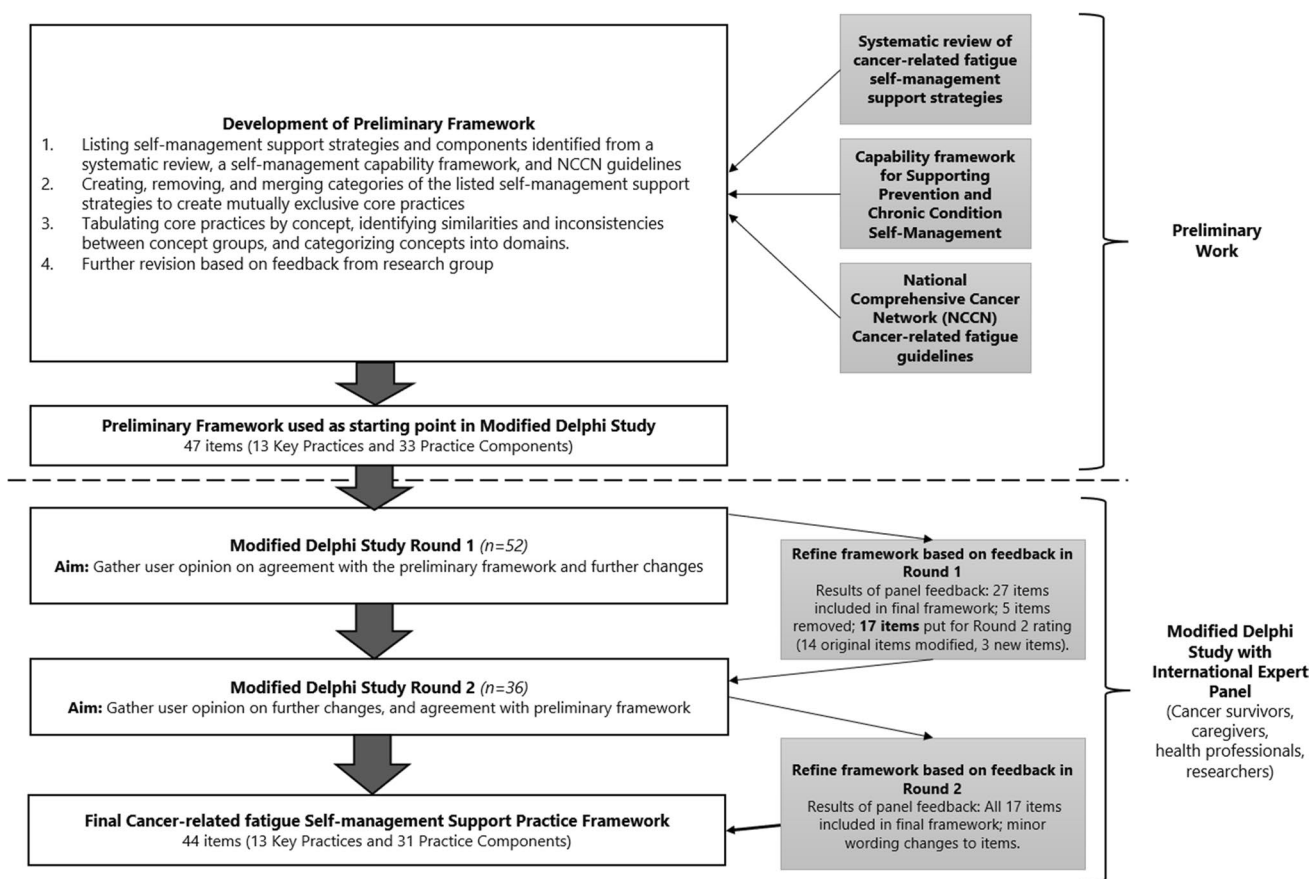 Development of Preliminary Framework
1. Listing self-management support strategies and components identified from a
systematic review, a self-management capability framework, and NCCN guidelines
2. Creating, removing, and merging categories of the listed self-management support
strategies to create mutually exclusive core practices
3. Tabulating core practices by concept, identifying similarities and inconsistencies
between concept groups, and categorizing concepts into domains.
4. Further revision based on feedback from research group
Systematic review of
cancer-related fatigue
self-management
support strategies
Capability framework
for Supporting
Prevention and
Chronic Condition
Self-Management
National
Comprehensive Cancer
Network (NCCN)
Cancer-related fatigue
guidelines
Preliminary
Work
Preliminary Framework used as starting point in Modified Delphi Study
47 items (13 Key Practices and 33 Practice Components)
Modified Delphi Study Round 1 (n=52)
Aim: Gather user opinion on agreement with the preliminary framework and further changes
Refine framework based on feedback in
Round 1
Results of panel feedback: 27 items
included in final framework; 5 items
removed; 17 items put for Round 2 rating
(14 original items modified, 3 new items).
Modified Delphi Study Round 2 (n=36)
Aim: Gather user opinion on further changes, and agreement with preliminary framework
Refine framework based on feedback in
Round 2
Results of panel feedback: All 17 items
included in final framework; minor
wording changes to items.
Final Cancer-related fatigue Self-management Support Practice Framework
44 items (13 Key Practices and 31 Practice Components)
Modified Delphi
Study with
International Expert
Panel
(Cancer survivors,
caregivers,
health professionals,
researchers)